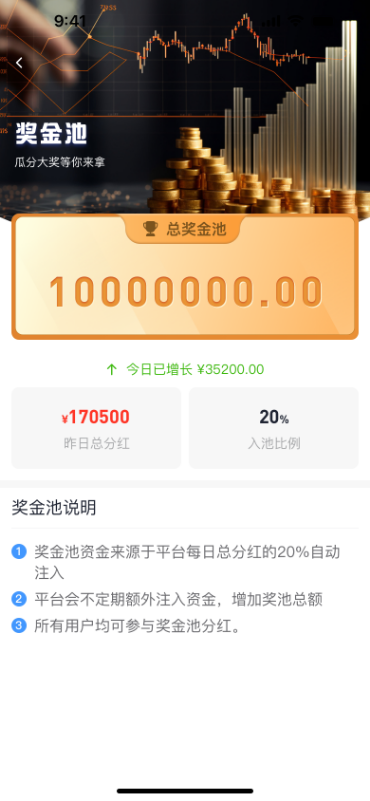 9:41
奖金池
瓜分大奖等你来拿
总奖金池
10000000.00
今日已增长 ¥35200.00
¥170500
20%
昨日总分红
入池比例
奖金池说明
1 奖金池资金来源于平台每日总分红的20%自动
注入
2 平台会不定期额外注入资金，增加奖池总额
3 所有用户均可参与奖金池分红。